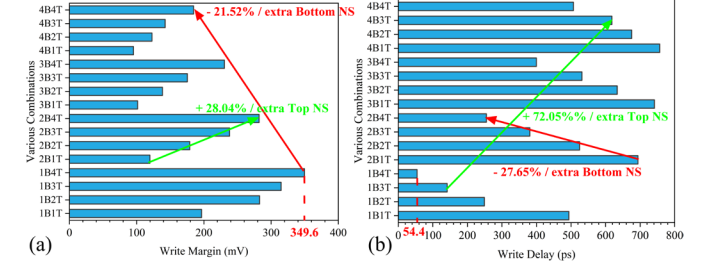 4B4T
4B3T
4B2T
4B1T
3B4T
3B3T
3B2T
3B1T
2B4T
2B3T
2B2T
2B1T
1B4T
1B3T
1B2T
1B1T
Various Combinations
- 21.52% / extra Bottom NS
+ 28.04% / extra Top NS
349.6
0
100
200
300
400
Write Margin (mV)
(a)
4B4T
4B3T
4B2T
4B1T
3B4T
3B3T
3B2T
3B1T
2B4T
2B3T
2B2T
2B1T
1B4T
1B3T
1B2T
1B1T
Various Combinations
+ 72.05%% / extra Top NS
- 27.65% / extra Bottom NS
54.4
0
100
200
300
400
500
600
700
800
Write Delay (ps)
(b)